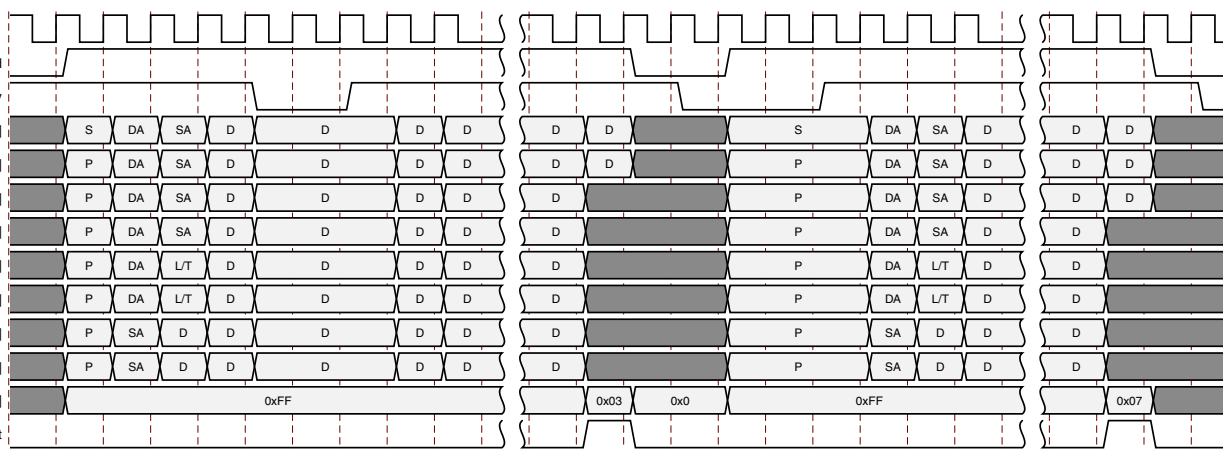 S DA SA D D D D D D S DA SA D D D
P DA SA D D D D D D P DA SA D D D
P DA SA D D D D D P DA SA D D D
P DA SA D D D D D P DA SA D D
P DA L/T D D D D D P DA L/T D D
P DA L/T D D D D D P DA L/T D D
P SA D D D D D D P SA D D D
P SA D D D D D D P SA D D D
0xFF 0x03 0x0 0xFF 0x07